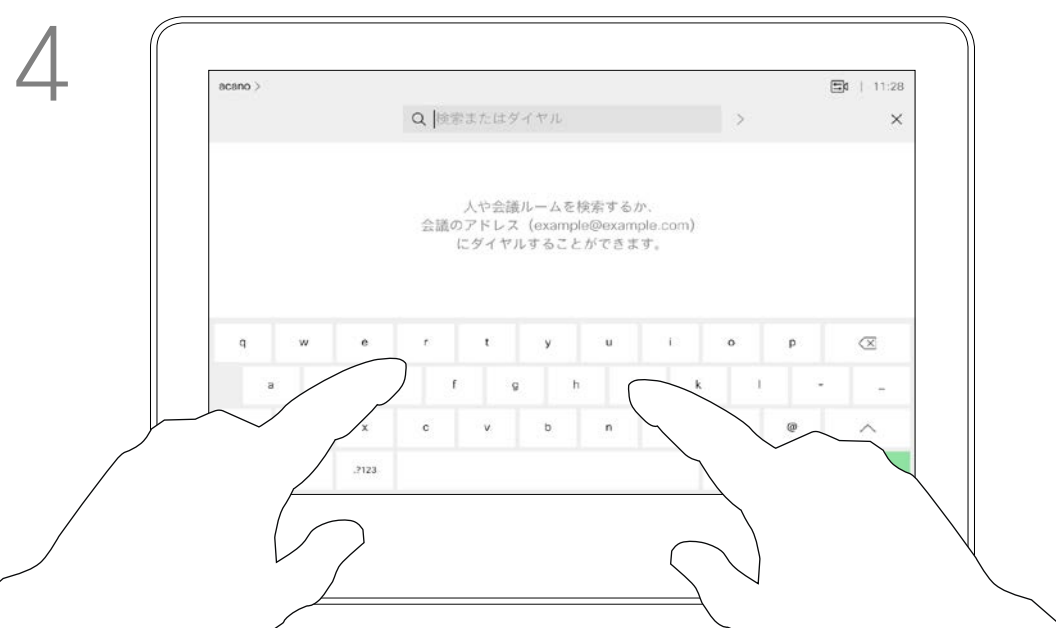 4
acano >
| 11:28
検索またはダイヤル >
人や会議ルームを検索するか、
会議のアドレス（example@example.com）
にダイヤルすることができます。
q w e r t y u i o p
a f g h k l - _
x c v b n @
.?123